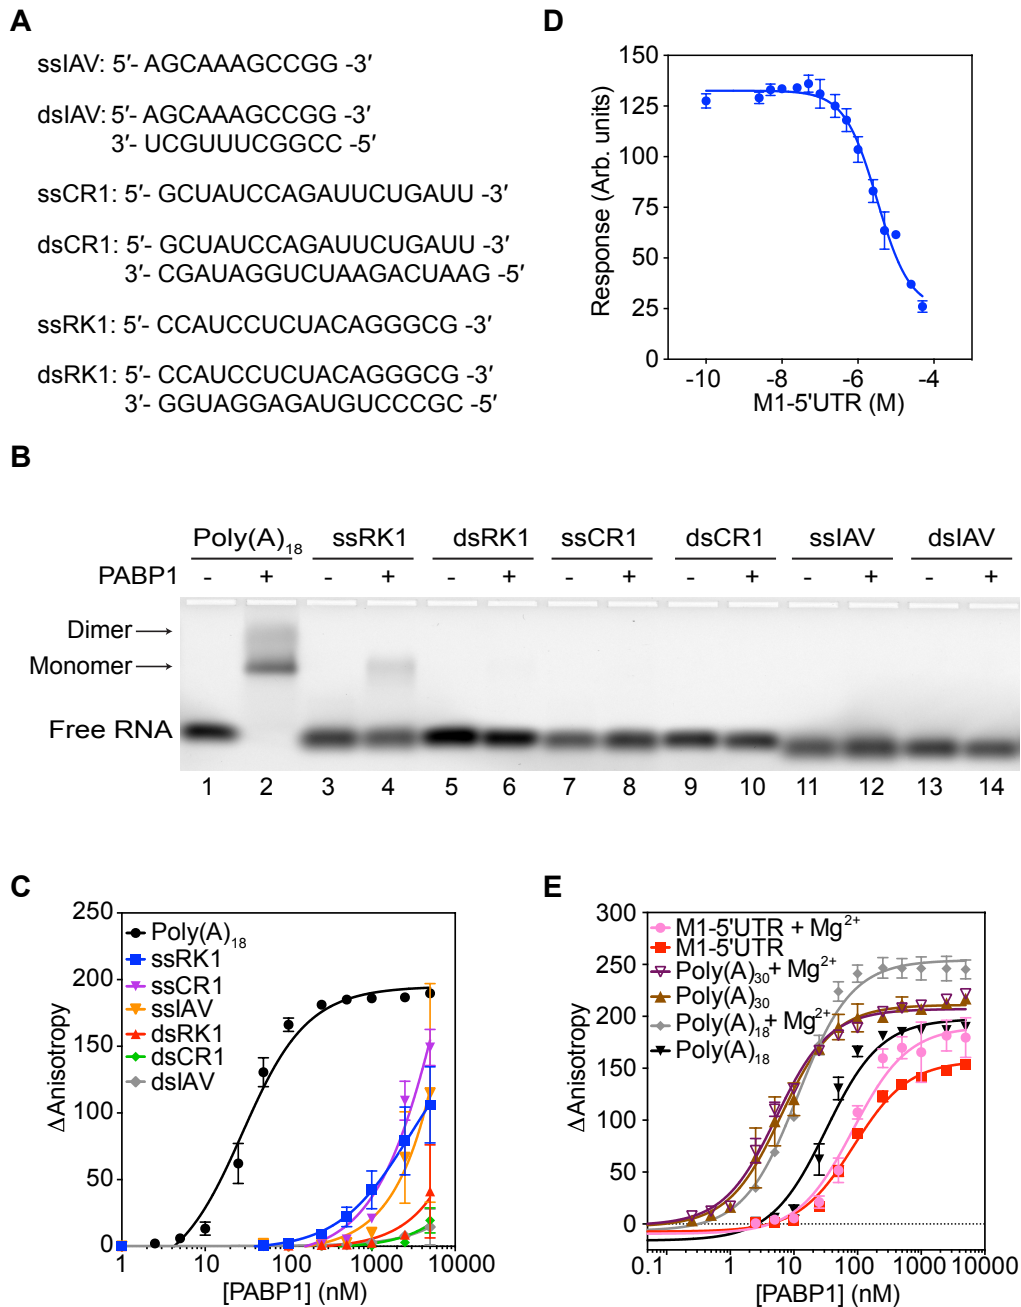 A
ssIAV: 5′- AGCAAAGCCGG -3′
dsIAV: 5′- AGCAAAGCCGG -3′
3′- UCGUUUCGGCC -5′
ssCR1: 5′- GCUAUCCAGAUUCUGAUU -3′
dsCR1: 5′- GCUAUCCAGAUUCUGAUU -3′
3′- CGAUAGGUCUAAGACUAAG -5′
ssRK1: 5′- CCAUCCUCUACAGGGCG -3′
dsRK1: 5′- CCAUCCUCUACAGGGCG -3′
3′- GGUAGGAGAUGUCCCGC -5′
D
Response (Arb. units)
150
125
100
75
50
25
0
-10 -8 -6 -4
M1-5'UTR (M)
B
Poly(A)18 ssRK1 dsRK1 ssCR1 dsCR1 ssIAV dsIAV
PABP1 - + - + - + - + - + - + - +
Dimer
Monomer
Free RNA
1 2 3 4 5 6 7 8 9 10 11 12 13 14
C
ΔAnisotropy
250
200
150
100
50
0
Poly(A)18
ssRK1
ssCR1
ssIAV
dsRK1
dsCR1
dsIAV
1 10 100 1000 10000
[PABP1] (nM)
E
ΔAnisotropy
300
250
200
150
100
50
0
M1-5'UTR + Mg2+
M1-5'UTR
Poly(A)30 + Mg2+
Poly(A)30
Poly(A)18 + Mg2+
Poly(A)18
0.1 1 10 100 1000 10000
[PABP1] (nM)